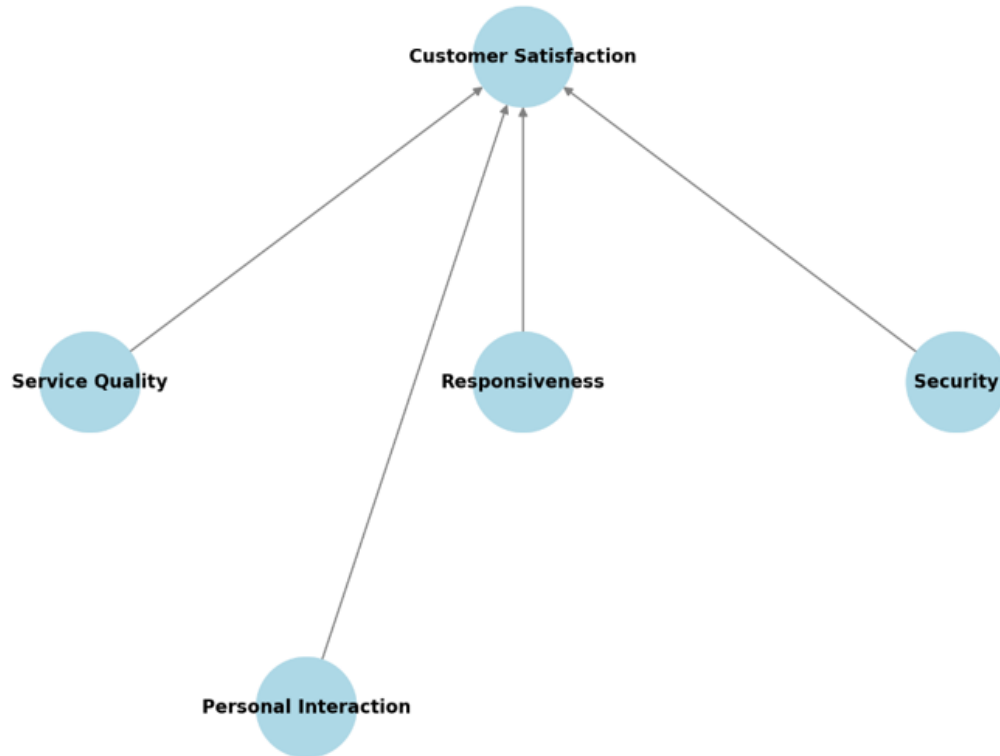 Customer Satisfaction
Service Quality
Responsiveness
Security
Personal Interaction